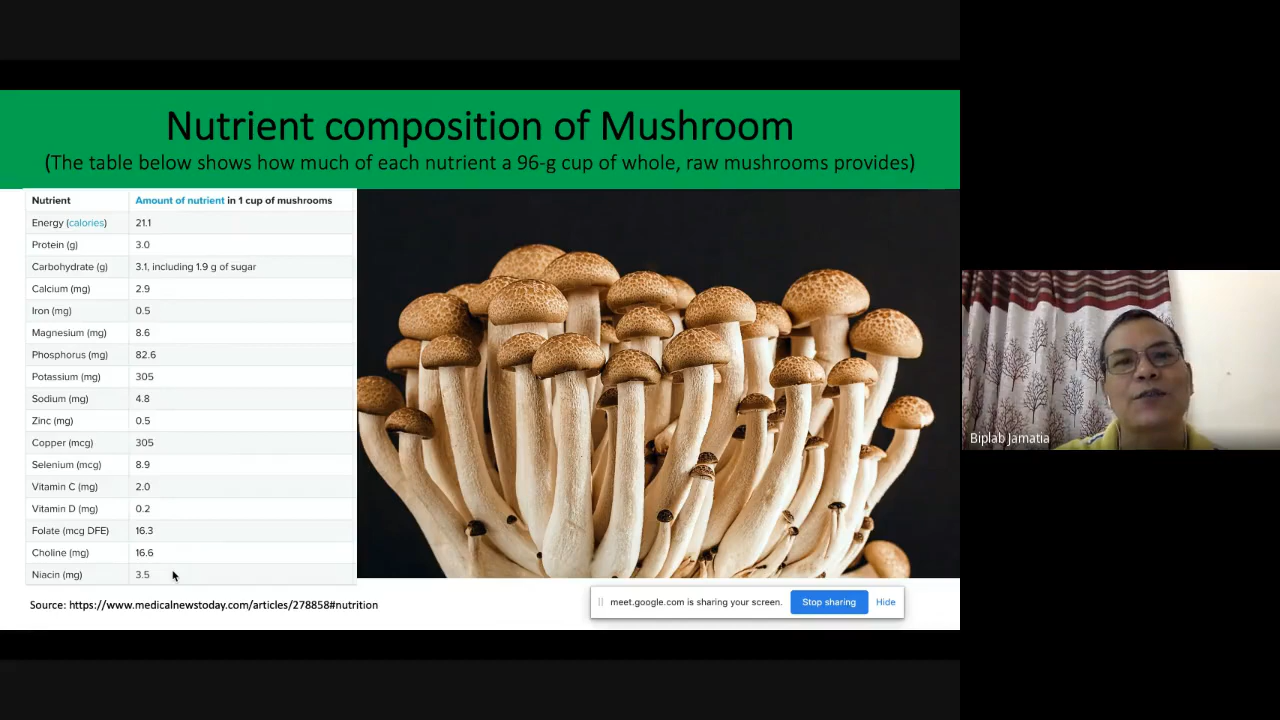 Nutrient composition of Mushroom
(The table below shows how much of each nutrient a 96-g cup of whole, raw mushrooms provides)
Nutrient Amount of nutrient in 1 cup of mushrooms
Energy (calories) 21.1
Protein (g) 3.0
Carbohydrate (g) 3.1, including 1.9 g of sugar
Calcium (mg) 2.9
Iron (mg) 0.5
Magnesium (mg) 8.6
Phosphorus (mg) 82.6
Potassium (mg) 305
Sodium (mg) 4.8
Zinc (mg) 0.5
Copper (mcg) 305
Selenium (mcg) 8.9
Vitamin C (mg) 2.0
Vitamin D (mg) 0.2
Folate (mcg DFE) 16.3
Choline (mg) 16.6
Niacin (mg) 3.5
Source: https://www.medicalnewstoday.com/articles/278858#nutrition
meet.google.com is sharing your screen. Stop sharing Hide
Biplab Jamatia